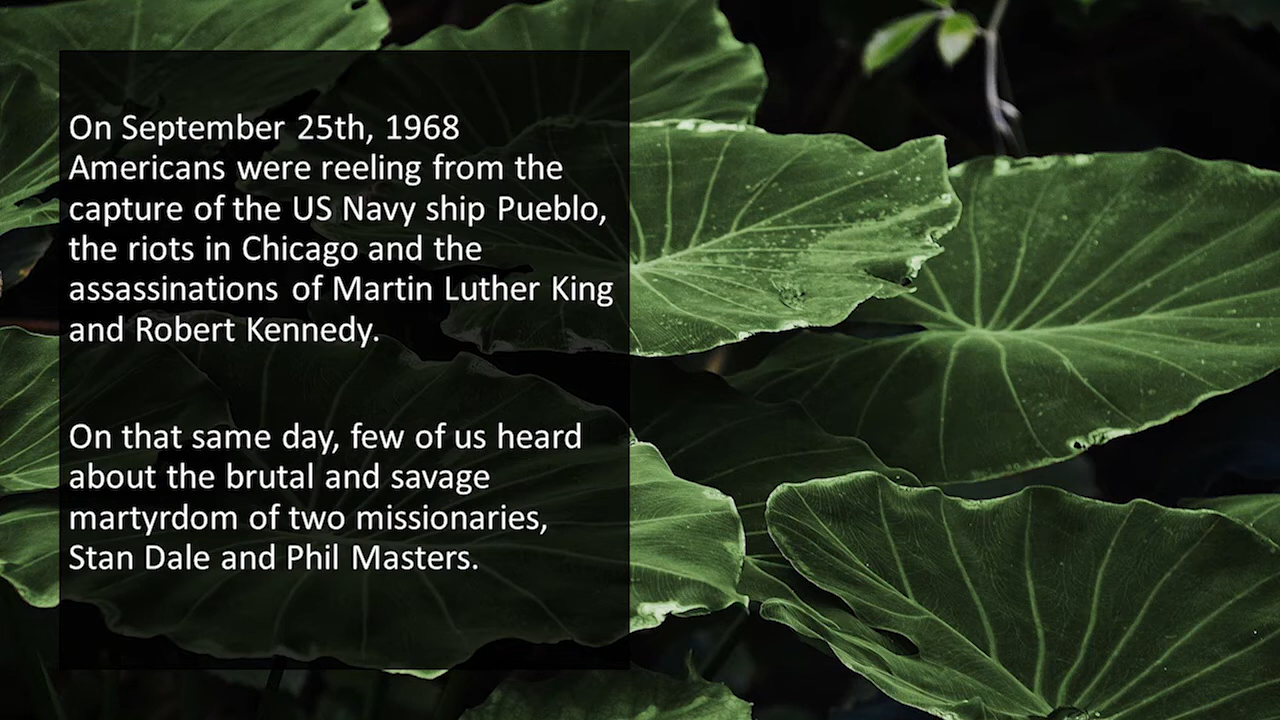 On September 25th, 1968
Americans were reeling from the
capture of the US Navy ship Pueblo,
the riots in Chicago and the
assassinations of Martin Luther King
and Robert Kennedy.
On that same day, few of us heard
about the brutal and savage
martyrdom of two missionaries,
Stan Dale and Phil Masters.